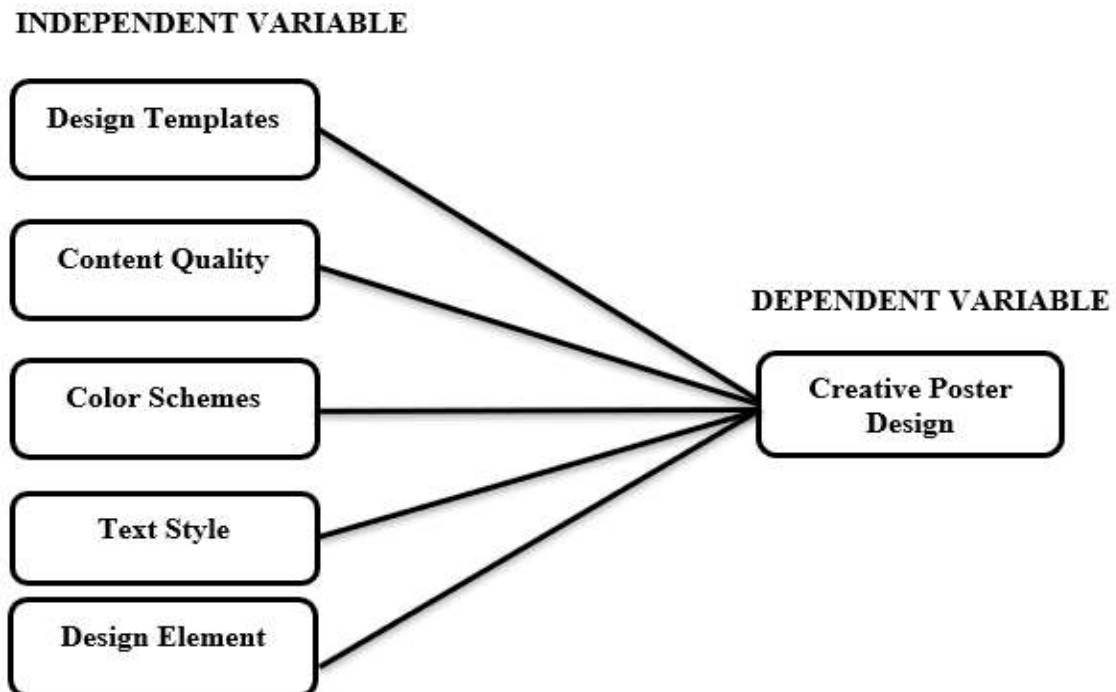 INDEPENDENT VARIABLE
Design Templates
Content Quality
Color Schemes
Text Style
Design Element
DEPENDENT VARIABLE
Creative Poster
Design